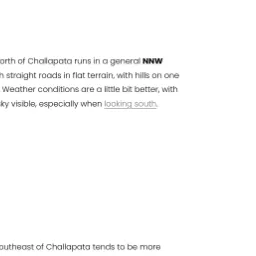 orth of Challapata runs in a general NNW
h straight roads in flat terrain, with hills on one
Weather conditions are a little bit better, with
ky visible, especially when looking south.
outheast of Challapata tends to be more